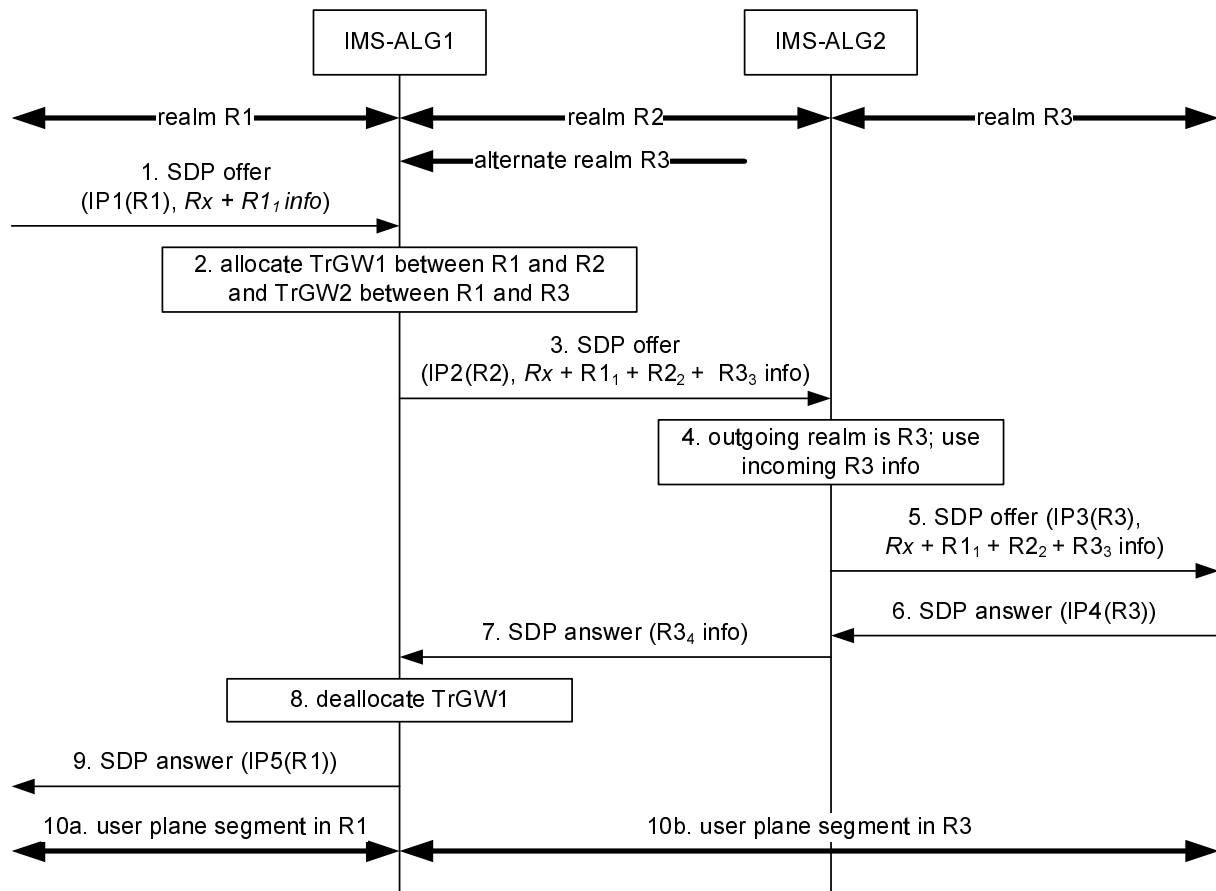 IMS-ALG1
IMS-ALG2
realm R1
realm R2
realm R3
alternate realm R3
1. SDP offer
(IP1(R1), Rx + R1₁ info)
2. allocate TrGW1 between R1 and R2
and TrGW2 between R1 and R3
3. SDP offer
(IP2(R2), Rx + R1₁ + R2₂ + R3₃ info)
4. outgoing realm is R3; use
incoming R3 info
5. SDP offer (IP3(R3),
Rx + R1₁ + R2₂ + R3₃ info)
6. SDP answer (IP4(R3))
7. SDP answer (R3₄ info)
8. deallocate TrGW1
9. SDP answer (IP5(R1))
10a. user plane segment in R1
10b. user plane segment in R3